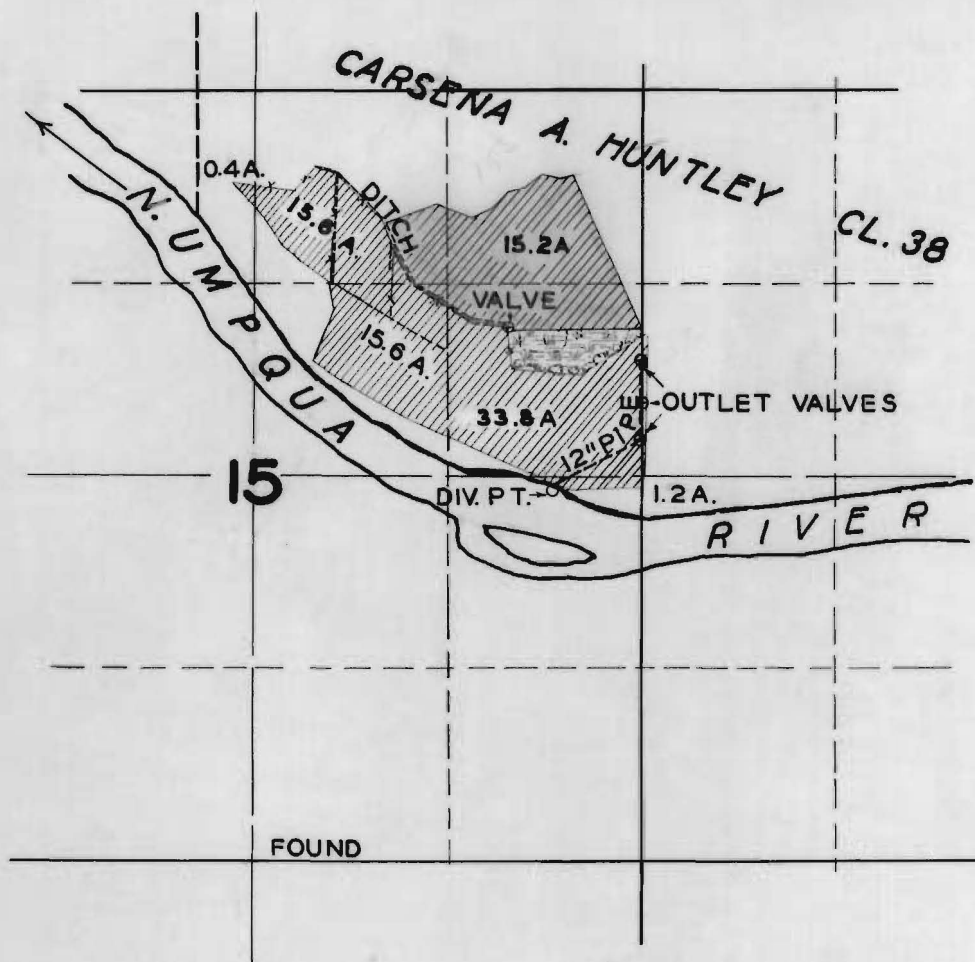 CARSENA A. HUNTLEY CL. 38
0.4A.
N. UMPQUA
15.6 A.
DITCH
15.2A
VALVE
15.6 A.
OUTLET VALVES
33.8 A
12" PIPE
15
DIV. PT.
1.2 A.
RIVER
FOUND